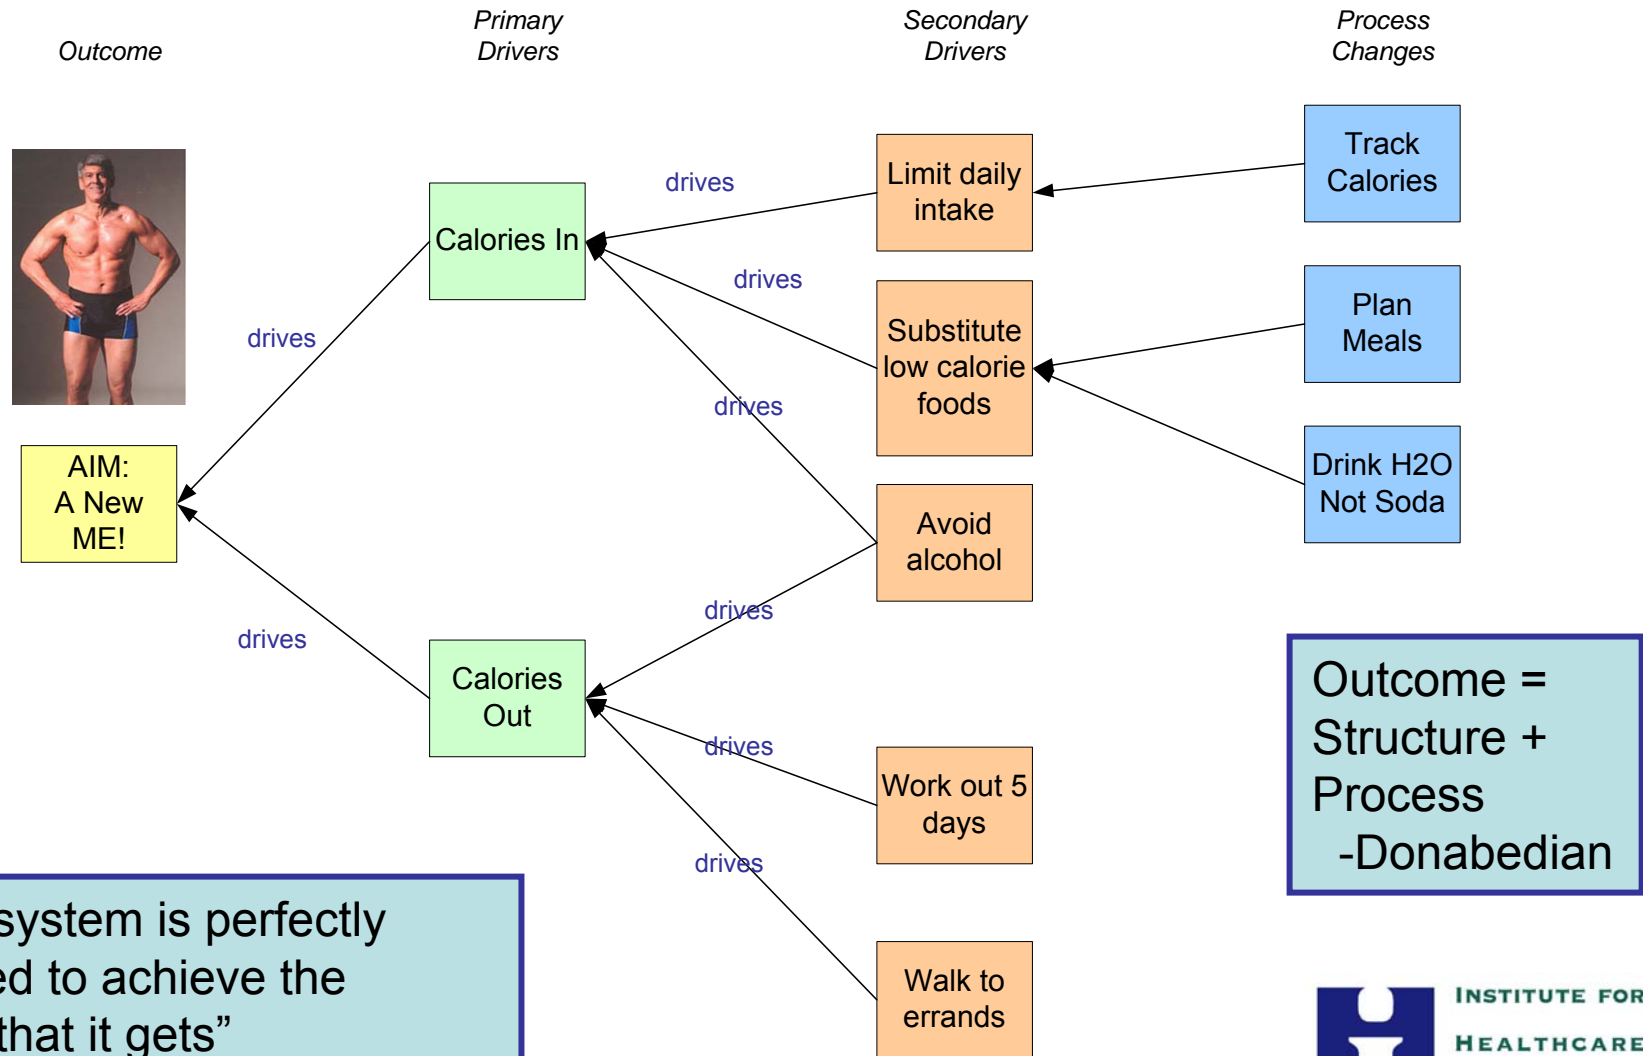 Outcome
Primary
Drivers
Secondary
Drivers
Process
Changes
AIM:
A New
ME!
drives
drives
Calories In
Calories
Out
drives
drives
drives
drives
drives
drives
Limit daily
intake
Substitute
low calorie
foods
Avoid
alcohol
Work out 5
days
Walk to
errands
Track
Calories
Plan
Meals
Drink H2O
Not Soda
Outcome =
Structure +
Process
-Donabedian
system is perfectly
ed to achieve the
that it gets”
INSTITUTE FOR
HEALTHCARE